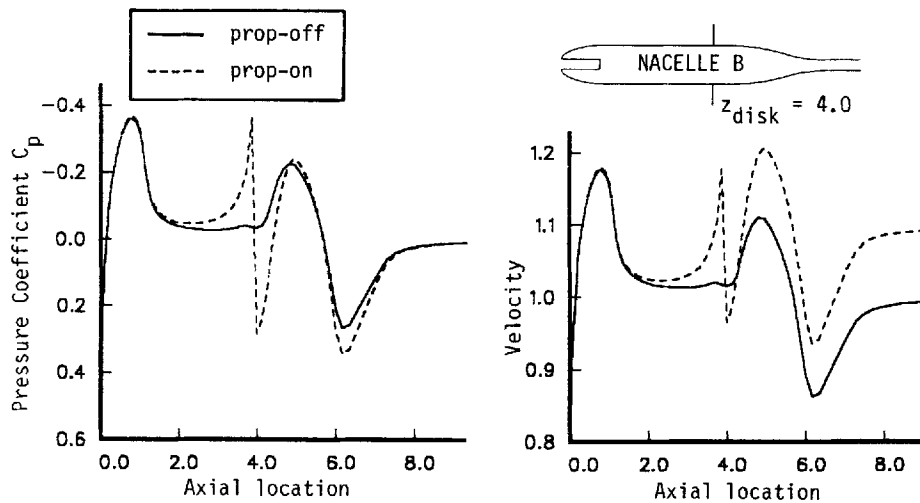 prop-off
prop-on
NACELLE B
z_disk = 4.0
Pressure Coefficient C_p
-0.4
-0.2
0.0
0.2
0.4
0.6
0.0 2.0 4.0 6.0 8.0
Axial location
Velocity
1.2
1.1
1.0
0.9
0.8
0.0 2.0 4.0 6.0 8.0
Axial location